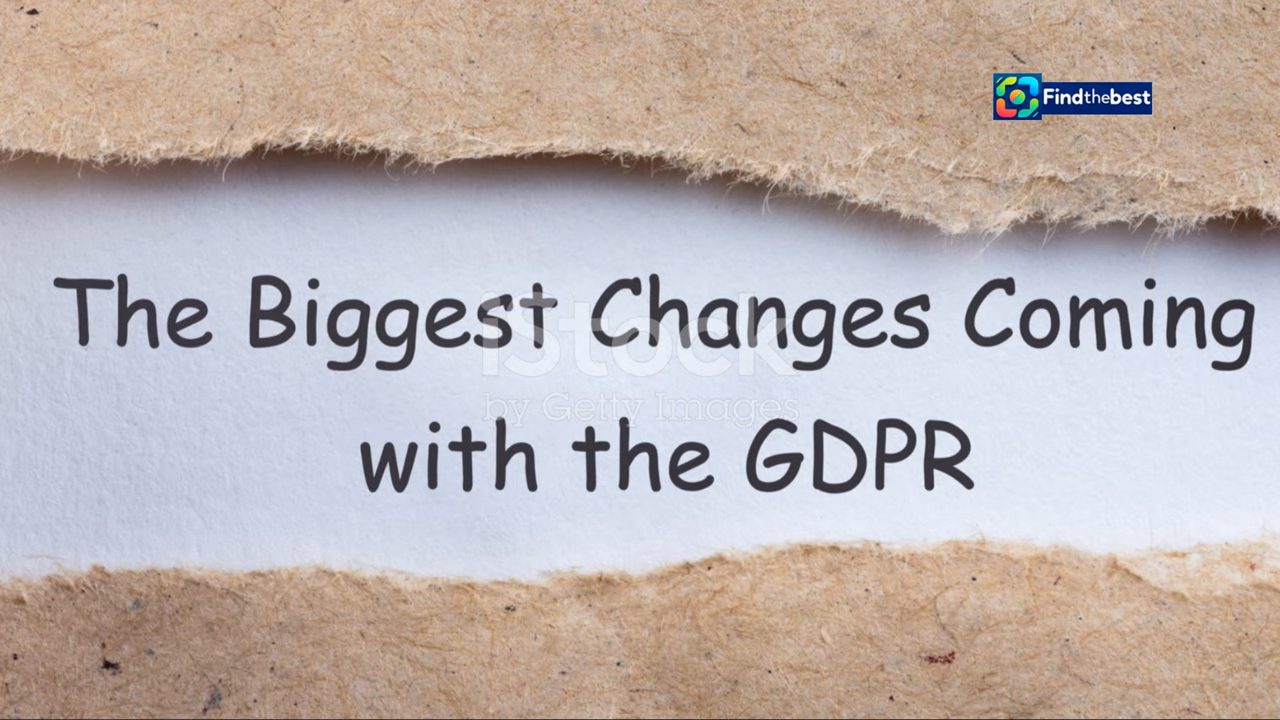 Findthebest
The Biggest Changes Coming
iStock
by Getty Images
with the GDPR